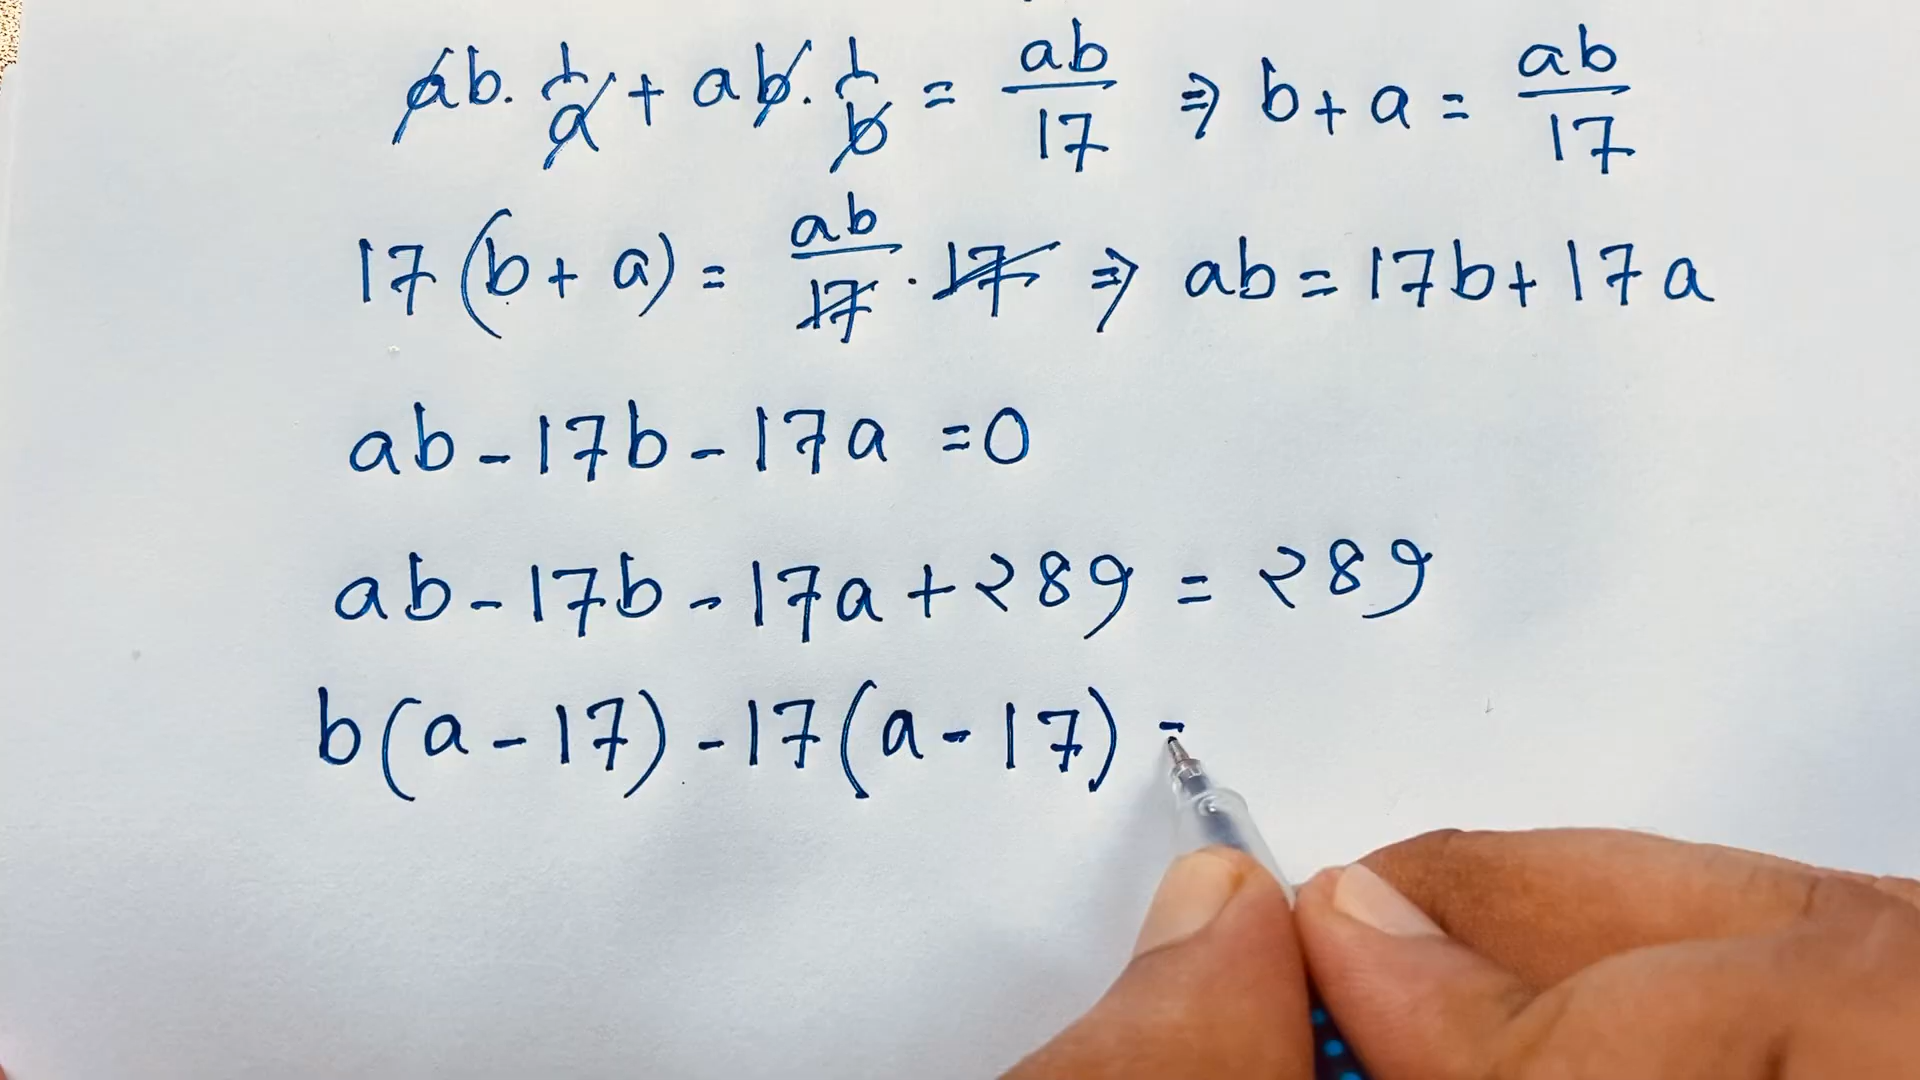 ab. 1/a + ab. 1/b = ab/17 ⇒ b + a = ab/17
17 (b + a) = ab/17 . 17 ⇒ ab = 17b + 17a
ab - 17b - 17a = 0
ab - 17b - 17a + 289 = 289
b(a - 17) - 17(a - 17) =